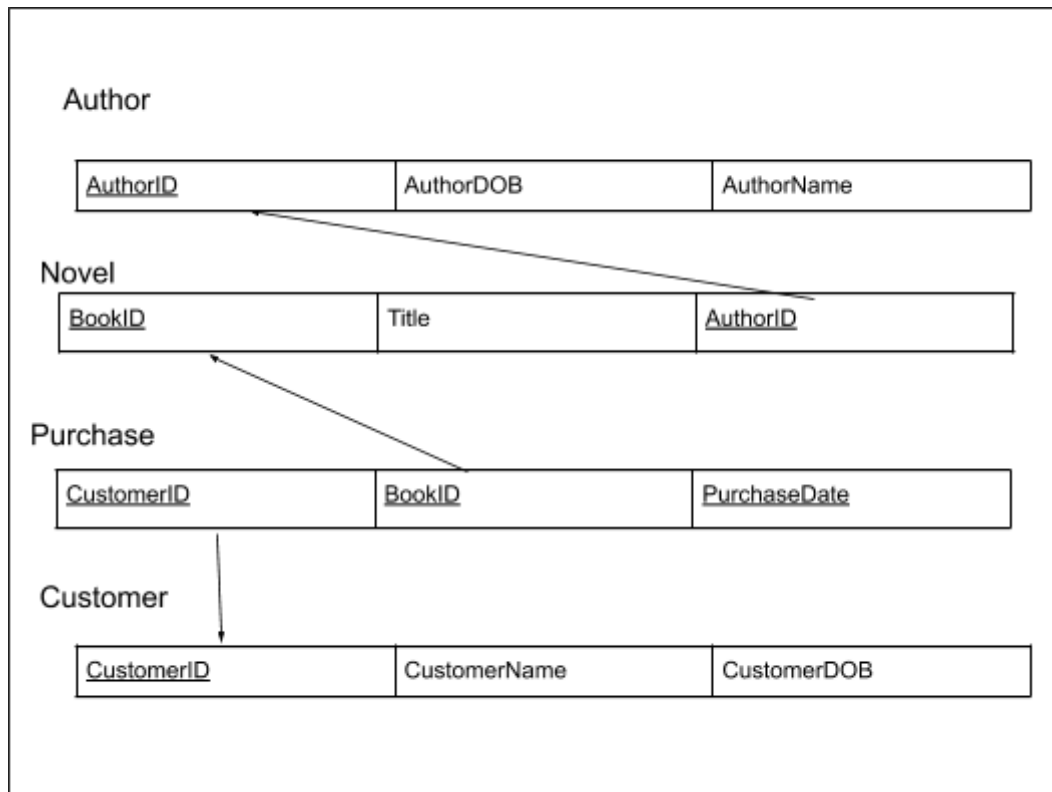 Author
AuthorID AuthorDOB AuthorName
Novel
BookID Title AuthorID
Purchase
CustomerID BookID PurchaseDate
Customer
CustomerID CustomerName CustomerDOB